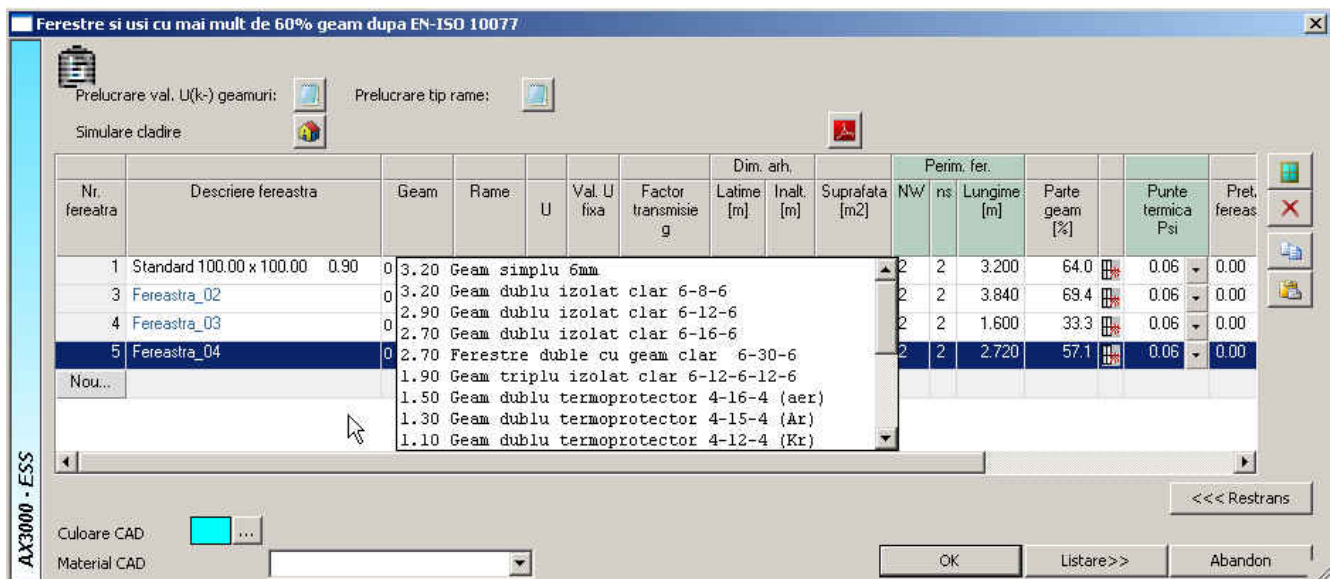 Ferestre si usi cu mai mult de 60% geam dupa EN-ISO 10077
Prelucrare val. U(k-) geamuri: Prelucrare tip rame:
Simulare cladire
Dim. arh. Perim. fer.
Nr. fereatra Descriere fereastra Geam Rame U Val. U fixa Factor transmisie g Latime [m] Inalt. [m] Suprafata [m2] NW ns Lungime [m] Parte geam [%] Punte termica Psi Pret. fereas
1 Standard 100.00 x 100.00 0.90 0 2 2 3.200 64.0 0.06 0.00
3 Fereastra_02 0 2 2 3.840 69.4 0.06 0.00
4 Fereastra_03 0 2 2 1.600 33.3 0.06 0.00
5 Fereastra_04 0 2 2 2.720 57.1 0.06 0.00
Nou...
3.20 Geam simplu 6mm
3.20 Geam dublu izolat clar 6-8-6
2.90 Geam dublu izolat clar 6-12-6
2.70 Geam dublu izolat clar 6-16-6
2.70 Ferestre duble cu geam clar 6-30-6
1.90 Geam triplu izolat clar 6-12-6-12-6
1.50 Geam dublu termoprotector 4-16-4 (aer)
1.30 Geam dublu termoprotector 4-15-4 (Ar)
1.10 Geam dublu termoprotector 4-12-4 (Kr)
<<< Restrans
Culoare CAD ...
Material CAD
OK Listare>> Abandon
AX3000 - ESS